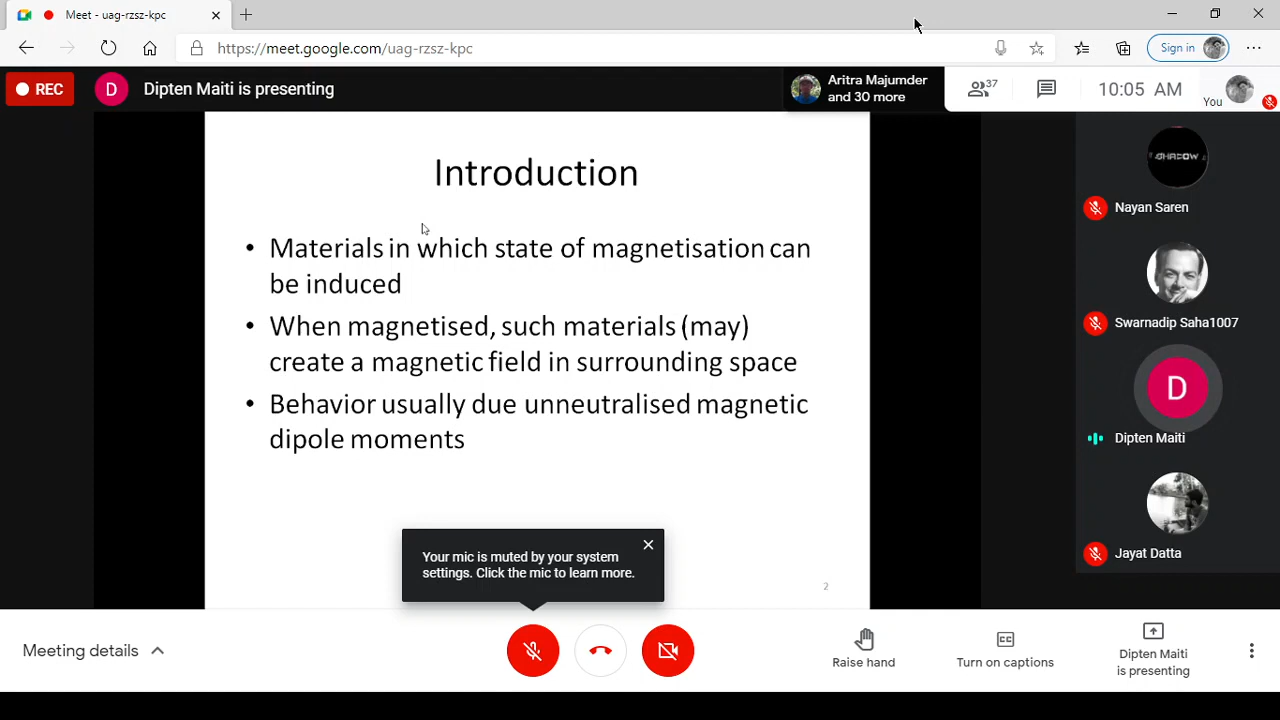 Meet - uag-rzsz-kpc
https://meet.google.com/uag-rzsz-kpc
Sign in
REC
D
Dipten Maiti is presenting
Aritra Majumder
and 30 more
37
10:05 AM
You
Introduction
• Materials in which state of magnetisation can
be induced
• When magnetised, such materials (may)
create a magnetic field in surrounding space
• Behavior usually due unneutralised magnetic
dipole moments
2
SHADOW
Nayan Saren
Swarnadip Saha1007
D
Dipten Maiti
Jayat Datta
Your mic is muted by your system
settings. Click the mic to learn more.
Meeting details
Raise hand
CC
Turn on captions
Dipten Maiti
is presenting